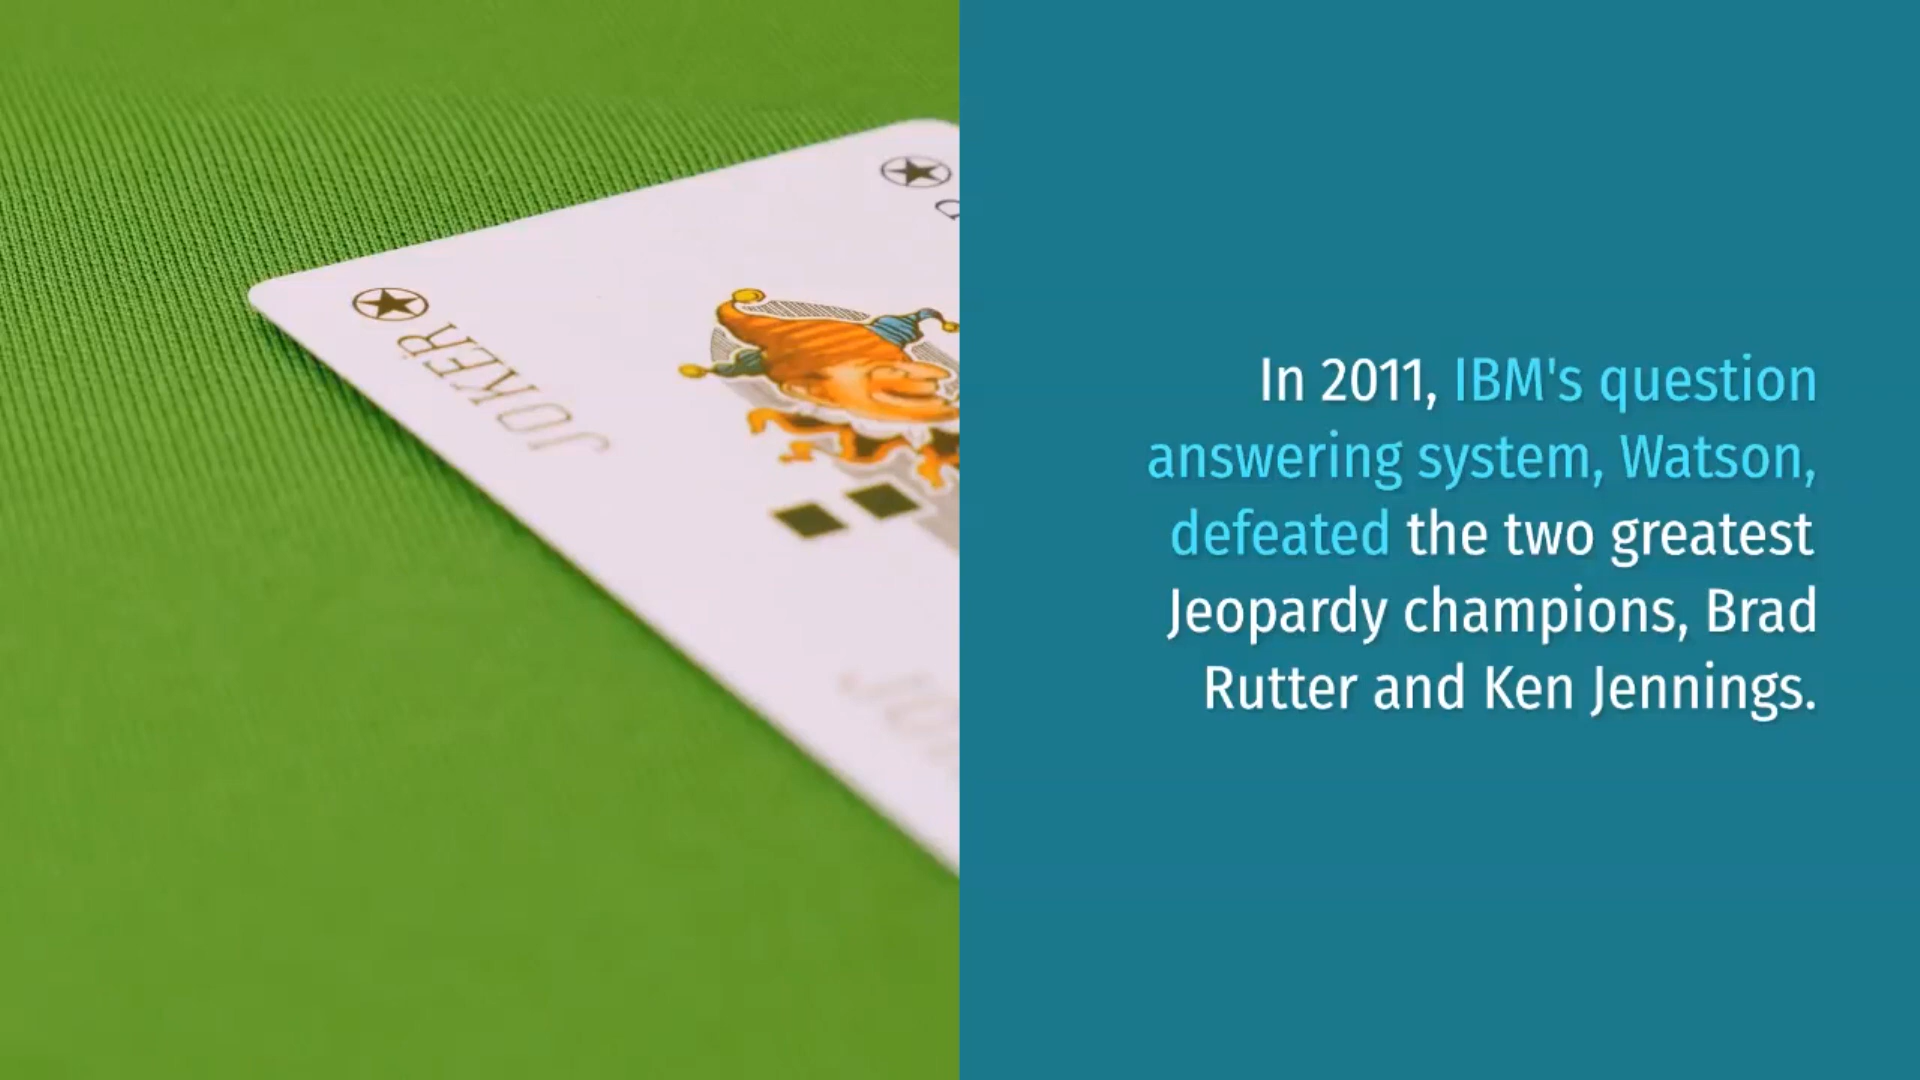 JOKER
In 2011, IBM's question
answering system, Watson,
defeated the two greatest
Jeopardy champions, Brad
Rutter and Ken Jennings.